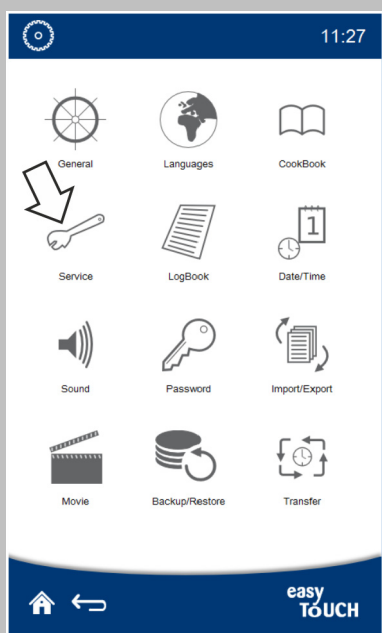 11:27
General Languages CookBook
Service LogBook Date/Time
1
Sound Password Import/Export
Movie Backup/Restore Transfer
easy
TOUCH